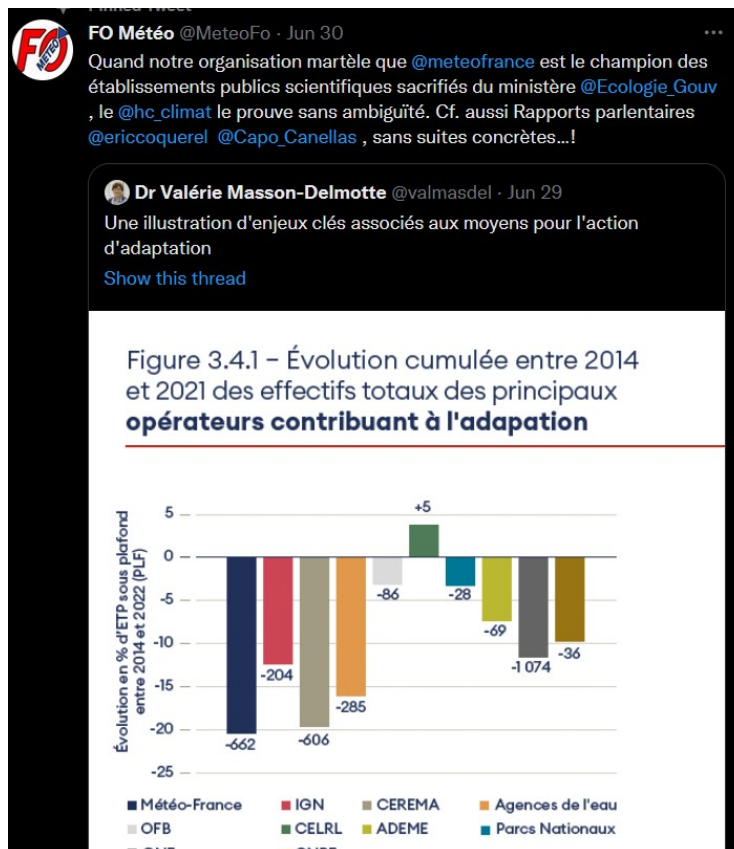 FO Météo @MeteoFo · Jun 30
Quand notre organisation martèle que @meteofrance est le champion des
établissements publics scientifiques sacrifiés du ministère @Ecologie_Gouv
, le @hc_climat le prouve sans ambiguïté. Cf. aussi Rapports parlentaires
@ericcoquerel @Capo_Canellas , sans suites concrètes...!
Dr Valérie Masson-Delmotte @valmasdel · Jun 29
Une illustration d'enjeux clés associés aux moyens pour l'action
d'adaptation
Show this thread
Figure 3.4.1 – Évolution cumulée entre 2014
et 2021 des effectifs totaux des principaux
opérateurs contribuant à l'adapation
Évolution en % d'ETP sous plafond
entre 2014 et 2022 (PLF)
5
0
-5
-10
-15
-20
-25
-662
-204
-606
-285
-86
+5
-28
-69
-1 074
-36
Météo-France IGN CEREMA Agences de l'eau
OFB CELRL ADEME Parcs Nationaux